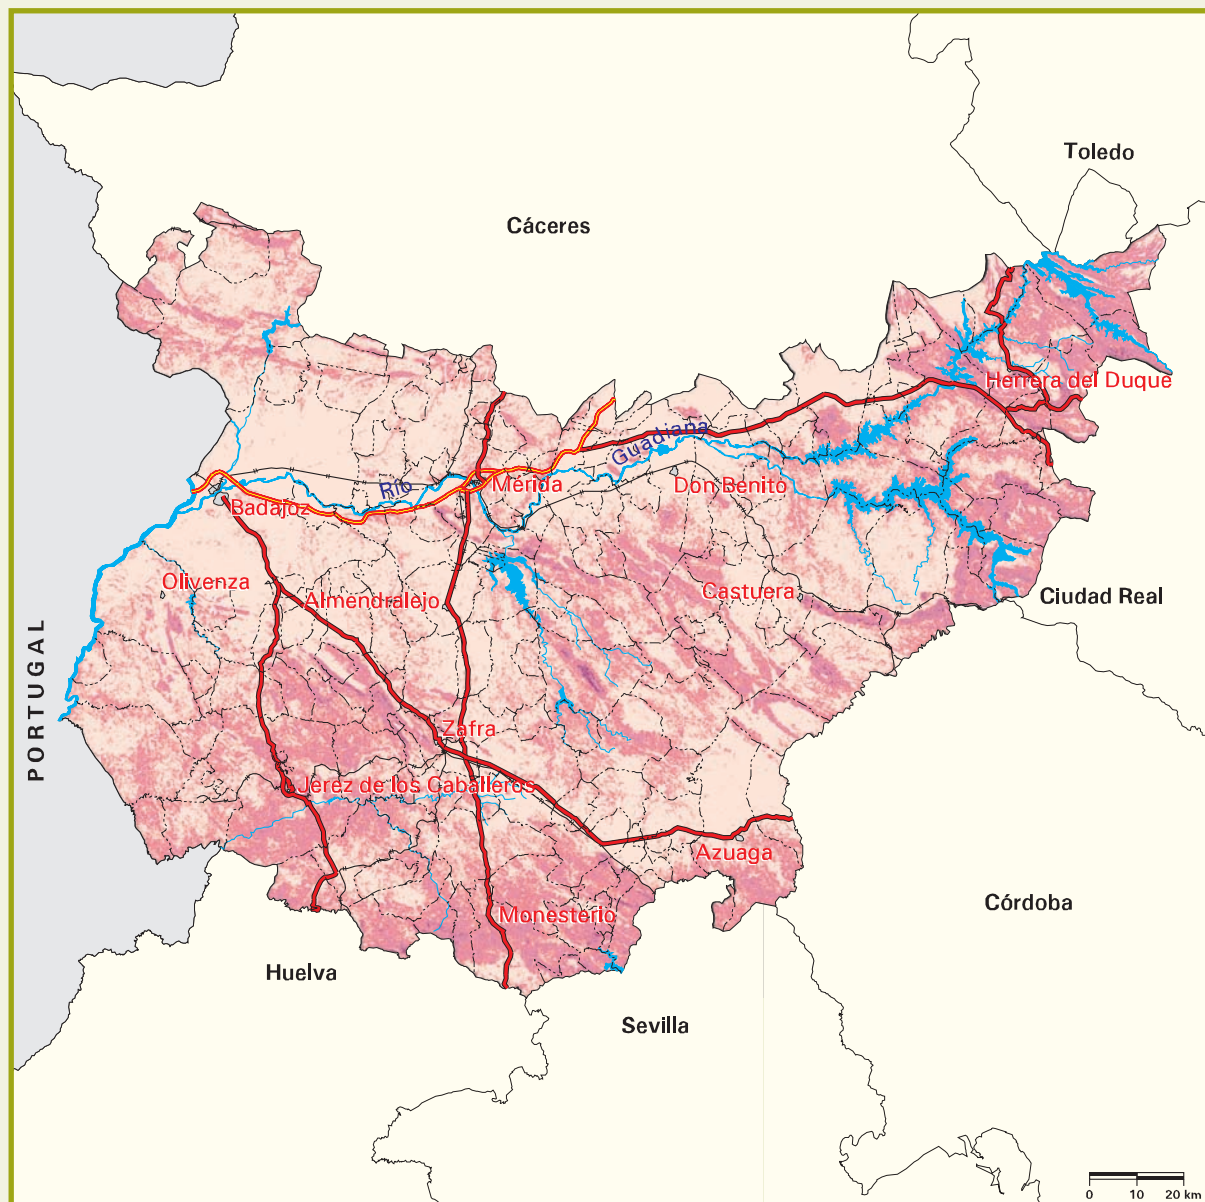 Toledo
Cáceres
Herrera del Duque
Río
Guadiana
Mérida
Don Benito
Badajoz
Olivenza
Almendralejo
Castuera
Ciudad Real
PORTUGAL
Zafra
Jerez de los Caballeros
Azuaga
Córdoba
Monesterio
Huelva
Sevilla
0 10 20 km